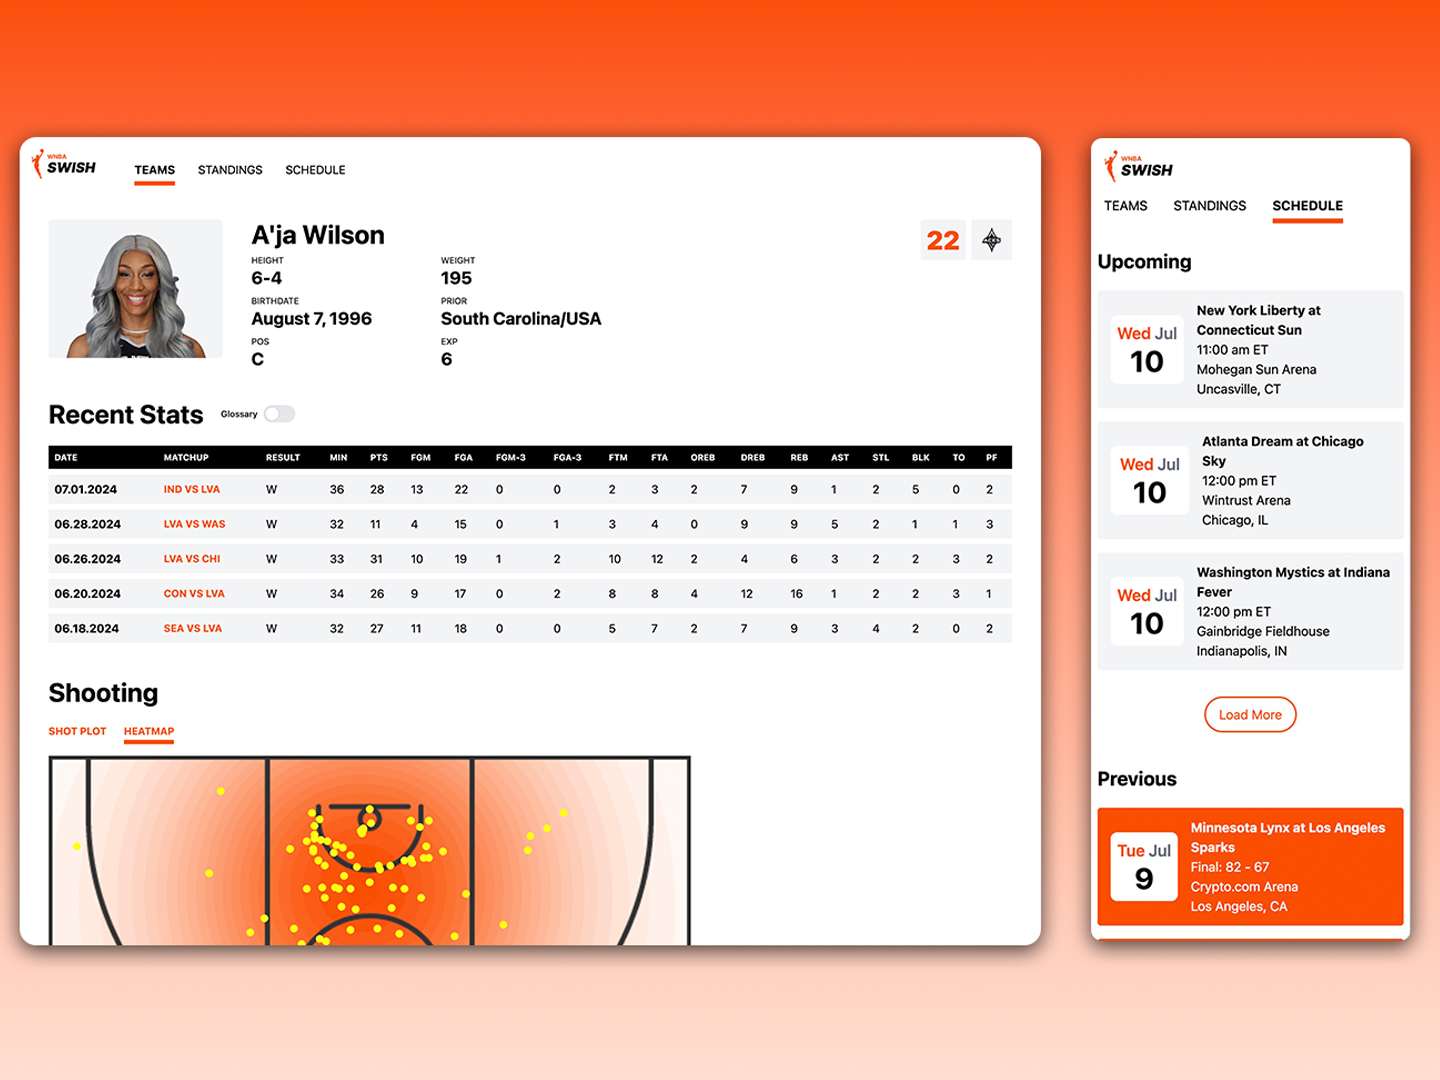 WNBA
SWISH
TEAMS STANDINGS SCHEDULE
A'ja Wilson
22
HEIGHT WEIGHT
6-4 195
BIRTHDATE PRIOR
August 7, 1996 South Carolina/USA
POS EXP
C 6
Recent Stats Glossary
DATE MATCHUP RESULT MIN PTS FGM FGA FGM-3 FGA-3 FTM FTA OREB DREB REB AST STL BLK TO PF
07.01.2024 IND VS LVA W 36 28 13 22 0 0 2 3 2 7 9 1 2 5 0 2
06.28.2024 LVA VS WAS W 32 11 4 15 0 1 3 4 0 9 9 5 2 1 1 3
06.26.2024 LVA VS CHI W 33 31 10 19 1 2 10 12 2 4 6 3 2 2 3 2
06.20.2024 CON VS LVA W 34 26 9 17 0 2 8 8 4 12 16 1 2 2 3 1
06.18.2024 SEA VS LVA W 32 27 11 18 0 0 5 7 2 7 9 3 4 2 0 2
Shooting
SHOT PLOT HEATMAP
WNBA
SWISH
TEAMS STANDINGS SCHEDULE
Upcoming
Wed Jul
10
New York Liberty at
Connecticut Sun
11:00 am ET
Mohegan Sun Arena
Uncasville, CT
Wed Jul
10
Atlanta Dream at Chicago
Sky
12:00 pm ET
Wintrust Arena
Chicago, IL
Wed Jul
10
Washington Mystics at Indiana
Fever
12:00 pm ET
Gainbridge Fieldhouse
Indianapolis, IN
Load More
Previous
Tue Jul
9
Minnesota Lynx at Los Angeles
Sparks
Final: 82 - 67
Crypto.com Arena
Los Angeles, CA